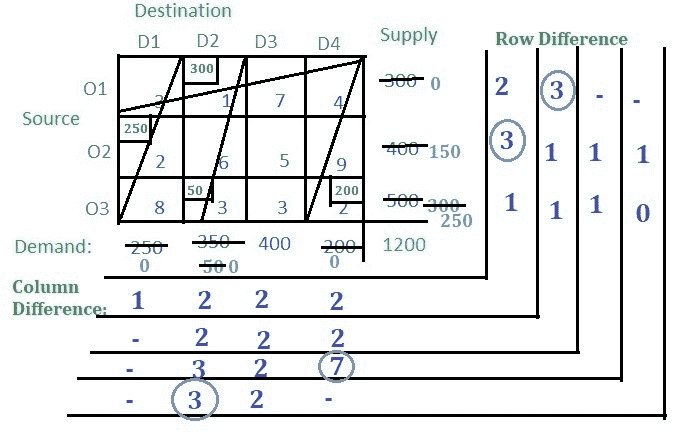 Destination
D1 D2 D3 D4 Supply Row Difference
300
O1 3 1 7 4 300 0 2 3 - -
Source
250
O2 2 6 5 9 400 150 3 1 1 1
50 200
O3 8 3 3 2 500 300 1 1 1 0
250
Demand: 250 350 400 200 1200
0 50 0 0
Column
Difference: 1 2 2 2
- 2 2 2
- 3 2 7
- 3 2 -